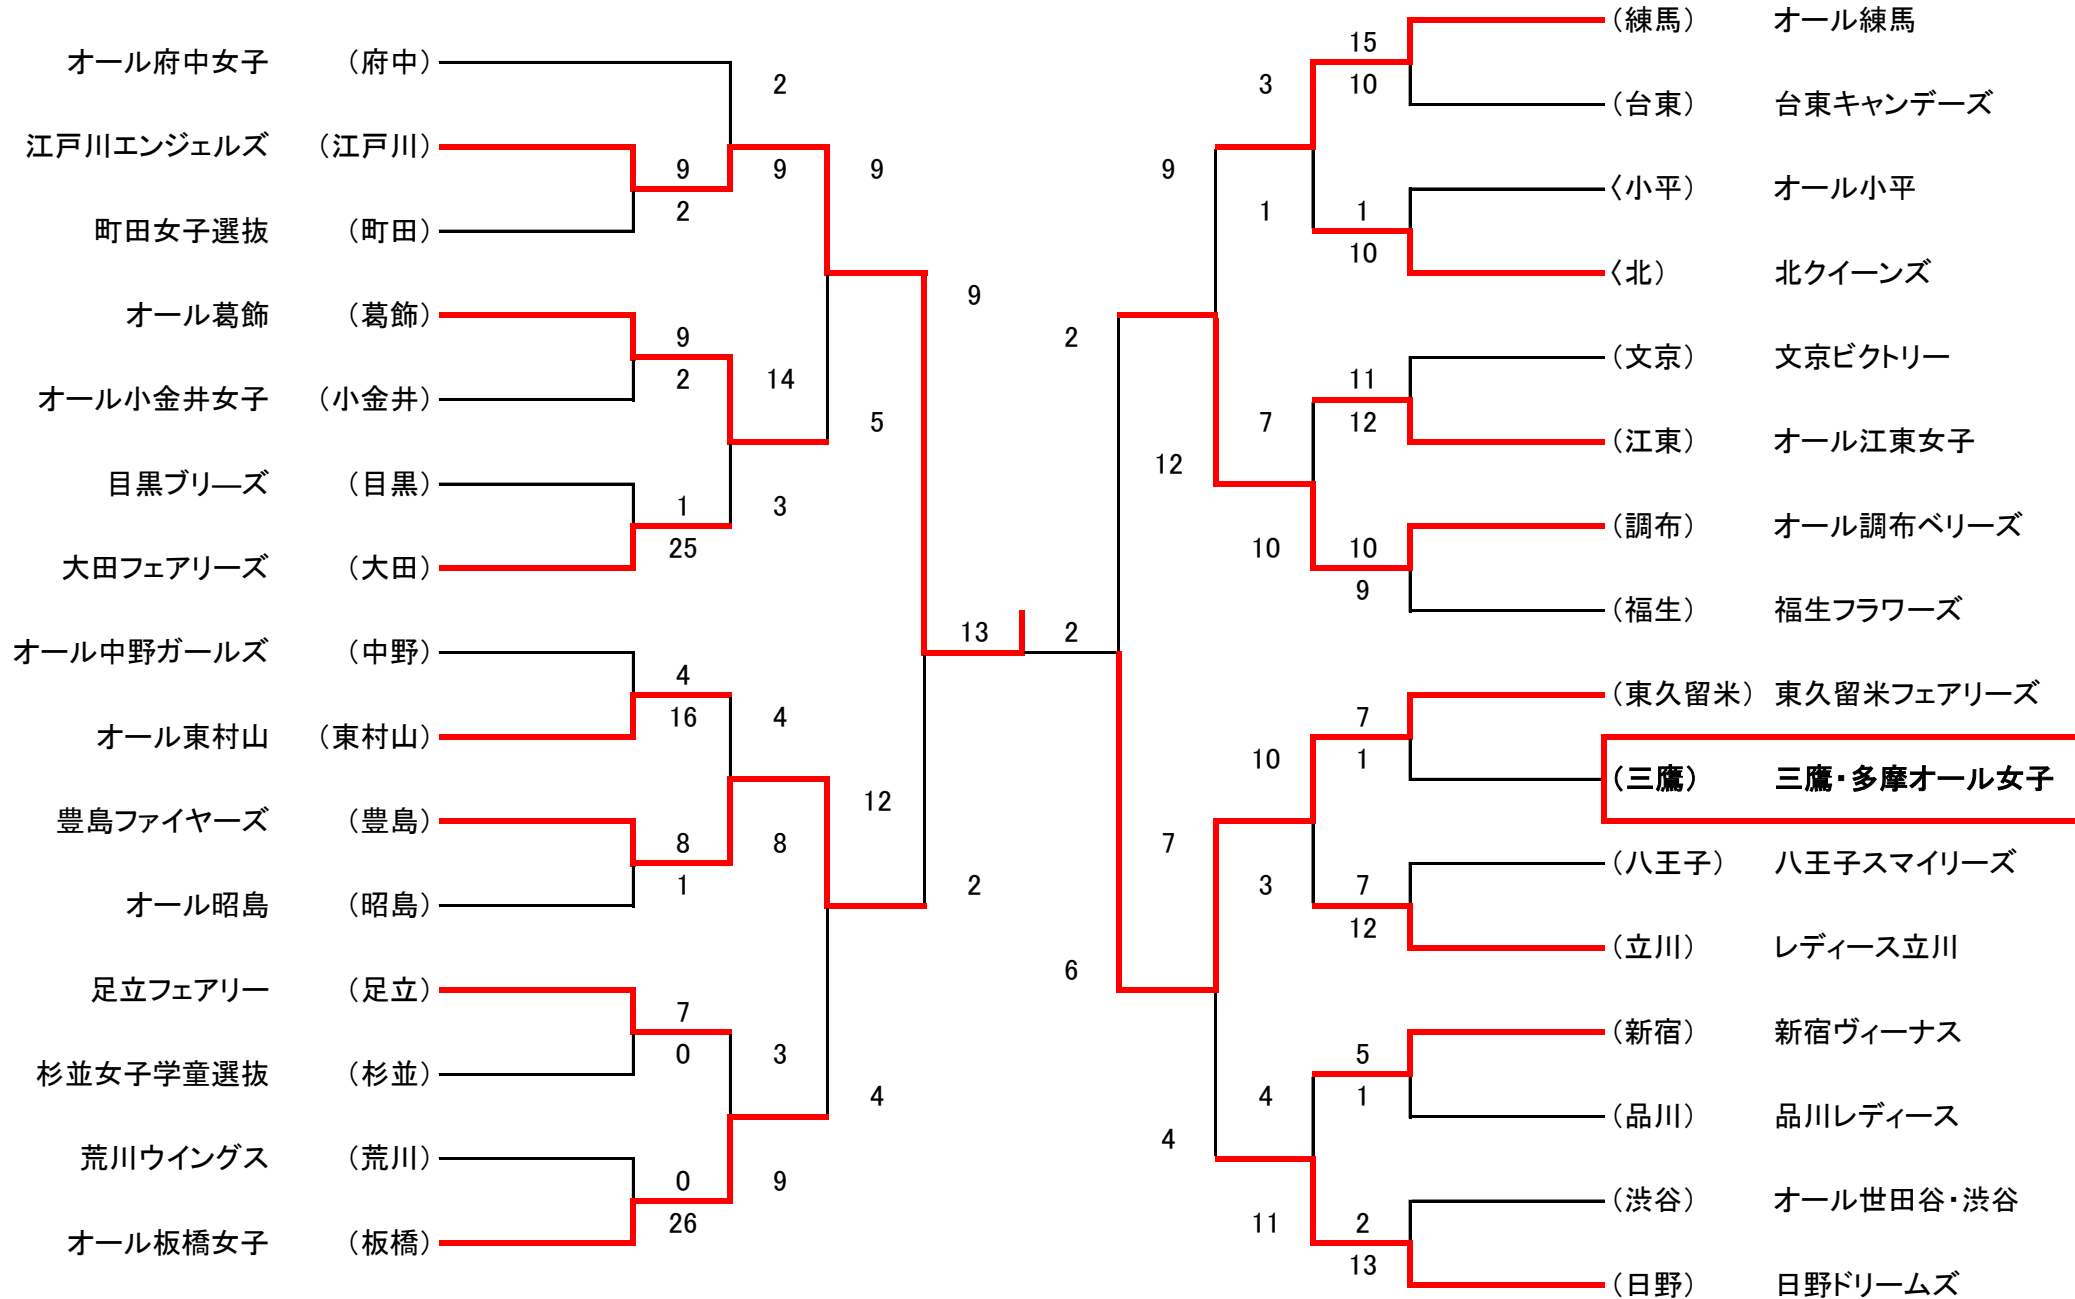 オール府中女子 （府中）
江戸川エンジェルズ （江戸川）
町田女子選抜 （町田）
オール葛飾 （葛飾）
オール小金井女子 （小金井）
目黒ブリーズ （目黒）
大田フェアリーズ （大田）
オール中野ガールズ （中野）
オール東村山 （東村山）
豊島ファイヤーズ （豊島）
オール昭島 （昭島）
足立フェアリー （足立）
杉並女子学童選抜 （杉並）
荒川ウイングス （荒川）
オール板橋女子 （板橋）
9
2
9
2
1
25
4
16
8
1
7
0
0
26
2
9
14
3
4
8
3
9
9
5
12
4
9
2
13
2
2
6
9
12
7
4
3
1
7
10
10
3
4
11
15
10
1
10
11
12
10
9
7
1
7
12
5
1
2
13
（練馬） オール練馬
（台東） 台東キャンデーズ
〈小平） オール小平
〈北） 北クイーンズ
（文京） 文京ビクトリー
（江東） オール江東女子
（調布） オール調布ベリーズ
（福生） 福生フラワーズ
（東久留米） 東久留米フェアリーズ
（三鷹） 三鷹・多摩オール女子
（八王子） 八王子スマイリーズ
（立川） レディース立川
（新宿） 新宿ヴィーナス
（品川） 品川レディース
（渋谷） オール世田谷・渋谷
（日野） 日野ドリームズ